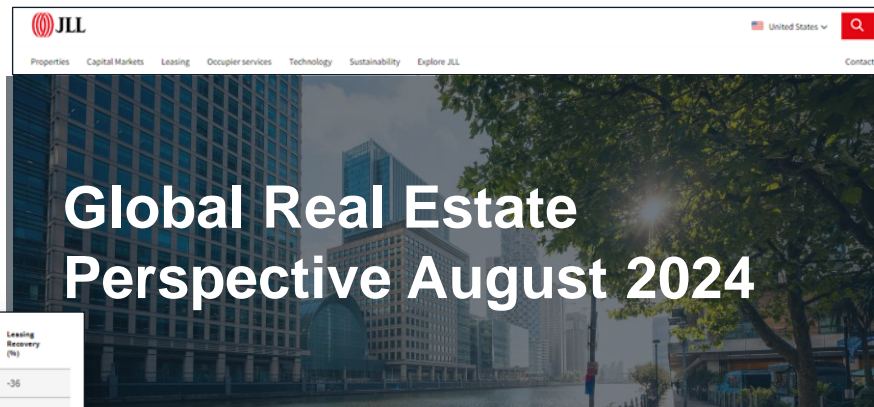 JLL
United States
Properties Capital Markets Leasing Occupier services Technology Sustainability Explore JLL Contact
Global Real Estate
Perspective August 2024
Leasing
Recovery
(%)
-36